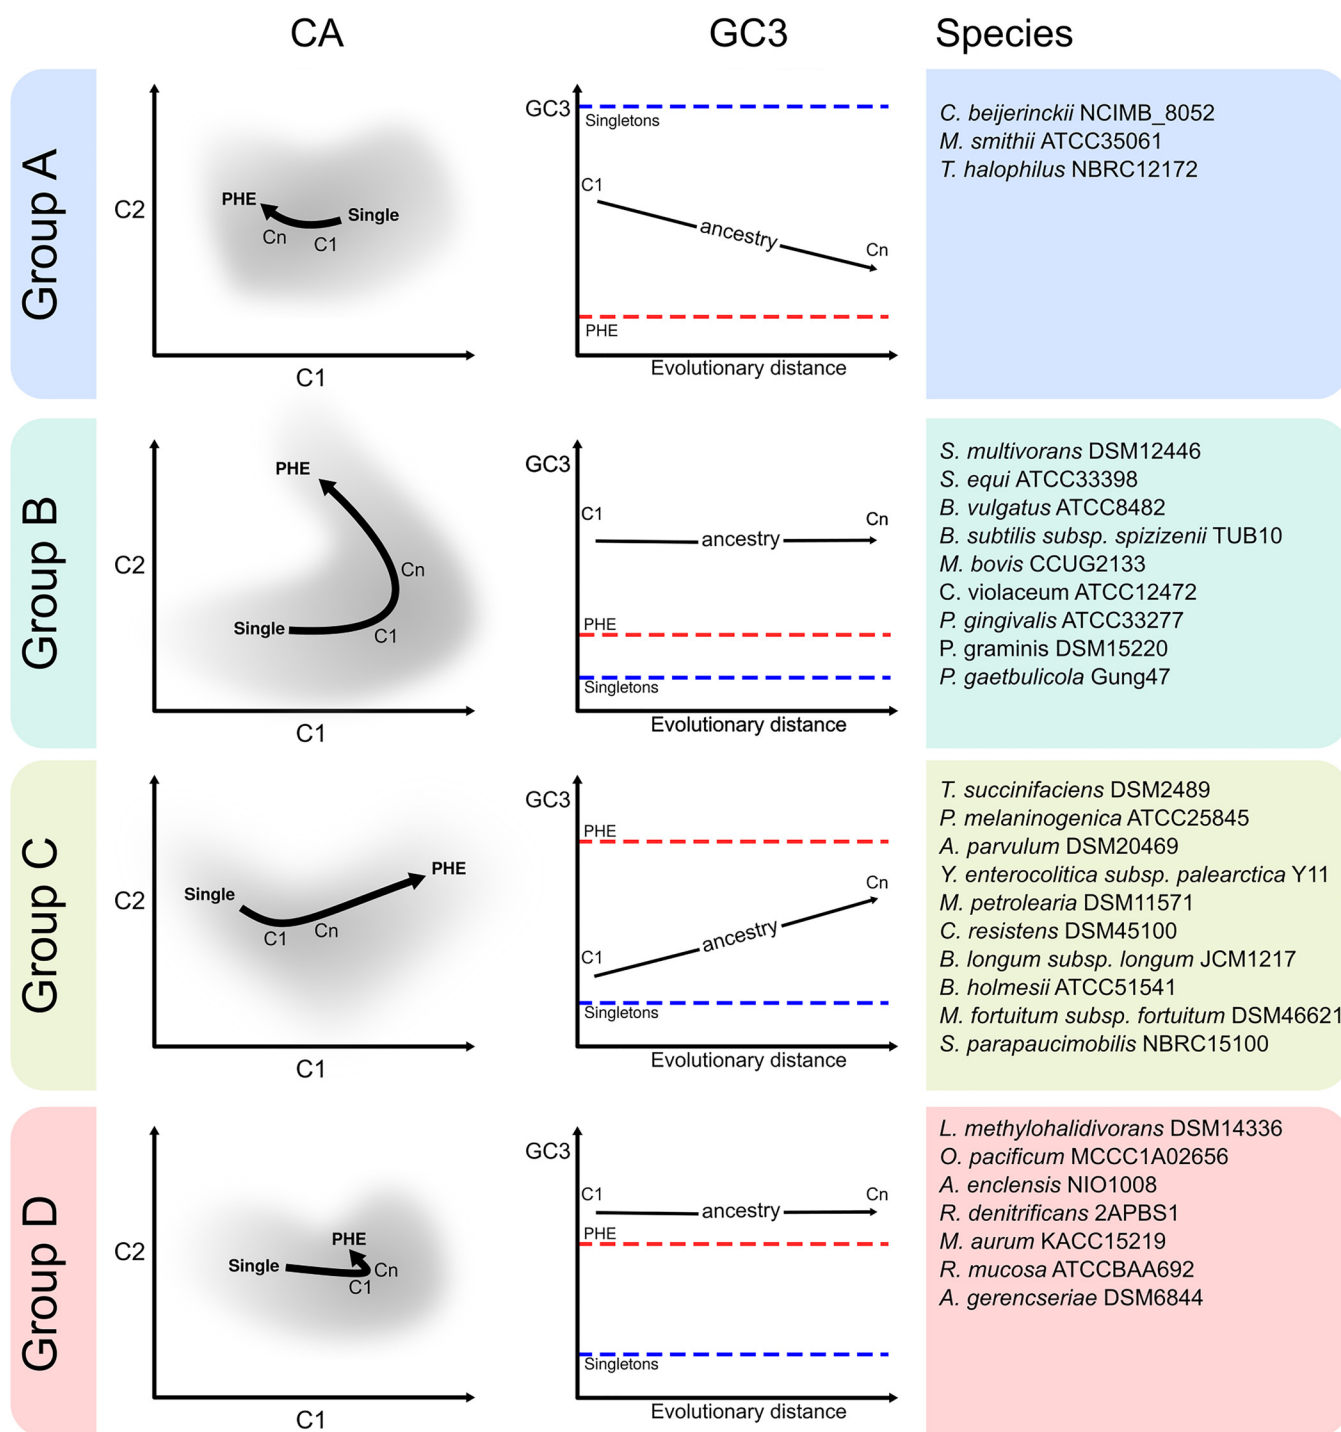 CA
GC3
Species
Group A
C2
PHE
Single
Cn
C1
C1
GC3
Singletons
C1
ancestry
Cn
PHE
Evolutionary distance
C. beijerinckii NCIMB_8052
M. smithii ATCC35061
T. halophilus NBRC12172
Group B
C2
PHE
Cn
Single
C1
C1
GC3
C1
ancestry
Cn
PHE
Singletons
Evolutionary distance
S. multivorans DSM12446
S. equi ATCC33398
B. vulgatus ATCC8482
B. subtilis subsp. spizizenii TUB10
M. bovis CCUG2133
C. violaceum ATCC12472
P. gingivalis ATCC33277
P. graminis DSM15220
P. gaetbulicola Gung47
Group C
C2
Single
PHE
C1
Cn
C1
GC3
PHE
Cn
ancestry
C1
Singletons
Evolutionary distance
T. succinifaciens DSM2489
P. melaninogenica ATCC25845
A. parvulum DSM20469
Y. enterocolitica subsp. palearctica Y11
M. petrolearia DSM11571
C. resistens DSM45100
B. longum subsp. longum JCM1217
B. holmesii ATCC51541
M. fortuitum subsp. fortuitum DSM46621
S. parapaucimobilis NBRC15100
Group D
C2
PHE
Single
Cn
C1
C1
GC3
C1
ancestry
Cn
PHE
Singletons
Evolutionary distance
L. methylohalidivorans DSM14336
O. pacificum MCCC1A02656
A. enclensis NIO1008
R. denitrificans 2APBS1
M. aurum KACC15219
R. mucosa ATCCBAA692
A. gerencseriae DSM6844